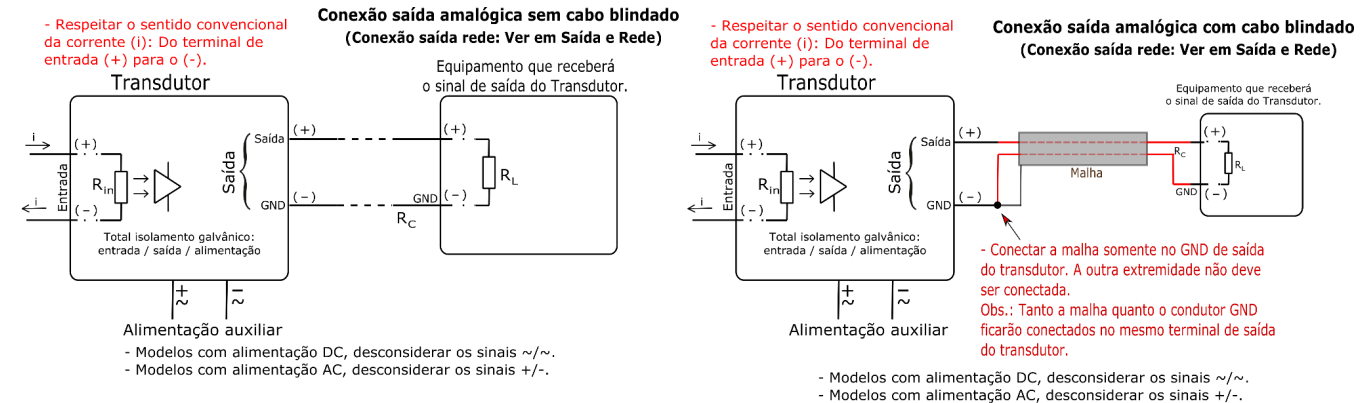 Conexão saída amalógica sem cabo blindado
(Conexão saída rede: Ver em Saída e Rede)
- Respeitar o sentido convencional
da corrente (i): Do terminal de
entrada (+) para o (-).
Transdutor
Equipamento que receberá
o sinal de saída do Transdutor.
i
(+)
Entrada
Rin
(-)
i
Saída
Saída
(+)
GND
(-)
(+)
RL
GND
(-)
RC
Total isolamento galvânico:
entrada / saída / alimentação
+
~
-
~
Alimentação auxiliar
- Modelos com alimentação DC, desconsiderar os sinais ~/~.
- Modelos com alimentação AC, desconsiderar os sinais +/-.
Conexão saída amalógica com cabo blindado
(Conexão saída rede: Ver em Saída e Rede)
- Respeitar o sentido convencional
da corrente (i): Do terminal de
entrada (+) para o (-).
Transdutor
Equipamento que receberá
o sinal de saída do Transdutor.
i
(+)
Entrada
Rin
(-)
i
Saída
Saída
(+)
GND
(-)
Malha
(+)
RC
RL
GND
(-)
Total isolamento galvânico:
entrada / saída / alimentação
+
~
-
~
Alimentação auxiliar
- Conectar a malha somente no GND de saída
do transdutor. A outra extremidade não deve
ser conectada.
Obs.: Tanto a malha quanto o condutor GND
ficarão conectados no mesmo terminal de saída
do transdutor.
- Modelos com alimentação DC, desconsiderar os sinais ~/~.
- Modelos com alimentação AC, desconsiderar os sinais +/-.